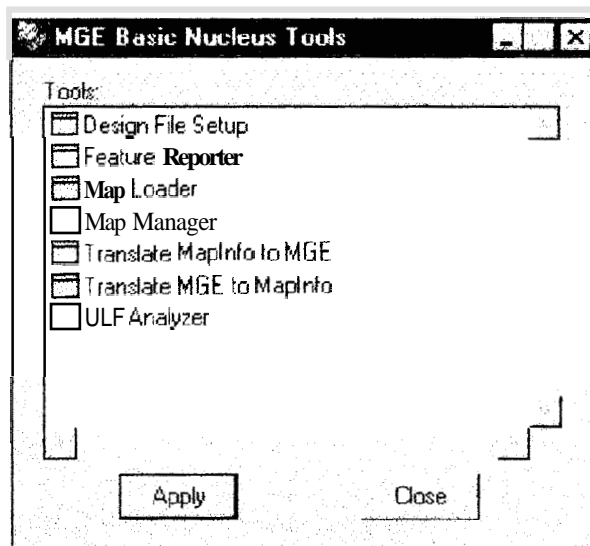 MGE Basic Nucleus Tools
Tools:
Design File Setup
Feature Reporter
Map Loader
Map Manager
Translate MapInfo to MGE
Translate MGE to MapInfo
ULF Analyzer
Apply Close